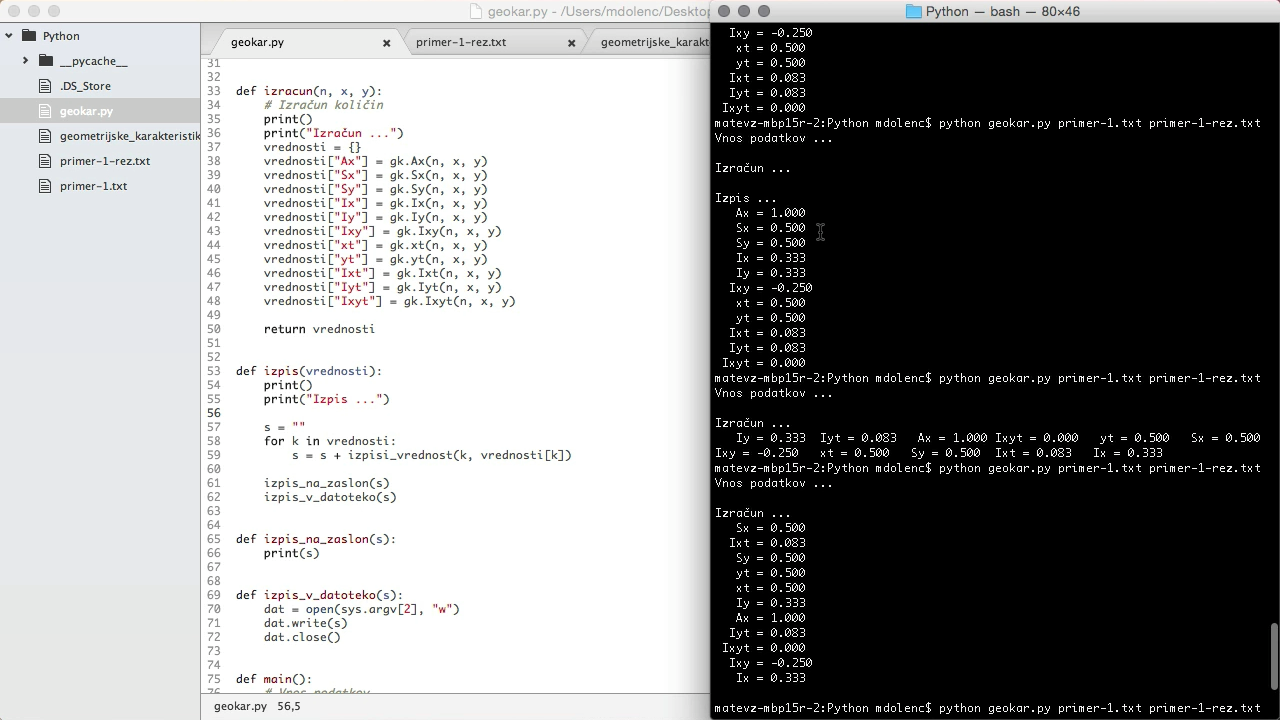 geokar.py - /Users/mdolenc/Desktop
Python — bash — 80×46
Python
__pycache__
.DS_Store
geokar.py
geometrijske_karakteristik
primer-1-rez.txt
primer-1.txt
geokar.py
primer-1-rez.txt
geometrijske_karakt
31
32
33 def izracun(n, x, y):
34 # Izračun količin
35 print()
36 print("Izračun ...")
37 vrednosti = {}
38 vrednosti["Ax"] = gk.Ax(n, x, y)
39 vrednosti["Sx"] = gk.Sx(n, x, y)
40 vrednosti["Sy"] = gk.Sy(n, x, y)
41 vrednosti["Ix"] = gk.Ix(n, x, y)
42 vrednosti["Iy"] = gk.Iy(n, x, y)
43 vrednosti["Ixy"] = gk.Ixy(n, x, y)
44 vrednosti["xt"] = gk.xt(n, x, y)
45 vrednosti["yt"] = gk.yt(n, x, y)
46 vrednosti["Ixt"] = gk.Ixt(n, x, y)
47 vrednosti["Iyt"] = gk.Iyt(n, x, y)
48 vrednosti["Ixyt"] = gk.Ixyt(n, x, y)
49
50 return vrednosti
51
52
53 def izpis(vrednosti):
54 print()
55 print("Izpis ...")
56
57 s = ""
58 for k in vrednosti:
59 s = s + izpisi_vrednost(k, vrednosti[k])
60
61 izpis_na_zaslon(s)
62 izpis_v_datoteko(s)
63
64
65 def izpis_na_zaslon(s):
66 print(s)
67
68
69 def izpis_v_datoteko(s):
70 dat = open(sys.argv[2], "w")
71 dat.write(s)
72 dat.close()
73
74
75 def main():
76 # Vnos podatkov
geokar.py 56,5
Ixy = -0.250
xt = 0.500
yt = 0.500
Ixt = 0.083
Iyt = 0.083
Ixyt = 0.000
matevz-mbp15r-2:Python mdolenc$ python geokar.py primer-1.txt primer-1-rez.txt
Vnos podatkov ...
Izračun ...
Izpis ...
Ax = 1.000
Sx = 0.500
Sy = 0.500
Ix = 0.333
Iy = 0.333
Ixy = -0.250
xt = 0.500
yt = 0.500
Ixt = 0.083
Iyt = 0.083
Ixyt = 0.000
matevz-mbp15r-2:Python mdolenc$ python geokar.py primer-1.txt primer-1-rez.txt
Vnos podatkov ...
Izračun ...
Iy = 0.333 Iyt = 0.083 Ax = 1.000 Ixyt = 0.000 yt = 0.500 Sx = 0.500
Ixy = -0.250 xt = 0.500 Sy = 0.500 Ixt = 0.083 Ix = 0.333
matevz-mbp15r-2:Python mdolenc$ python geokar.py primer-1.txt primer-1-rez.txt
Vnos podatkov ...
Izračun ...
Sx = 0.500
Ixt = 0.083
Sy = 0.500
yt = 0.500
xt = 0.500
Iy = 0.333
Ax = 1.000
Iyt = 0.083
Ixyt = 0.000
Ixy = -0.250
Ix = 0.333
matevz-mbp15r-2:Python mdolenc$ python geokar.py primer-1.txt primer-1-rez.txt